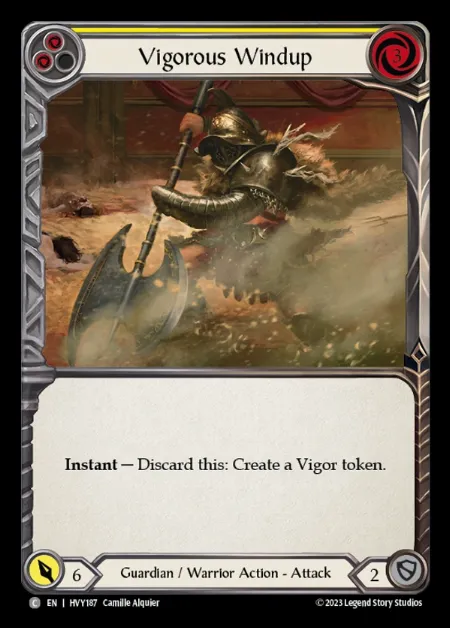 Vigorous Windup
3
Instant — Discard this: Create a Vigor token.
6
Guardian / Warrior Action - Attack
2
C EN | HVY187 Camille Alquier
© 2023 Legend Story Studios